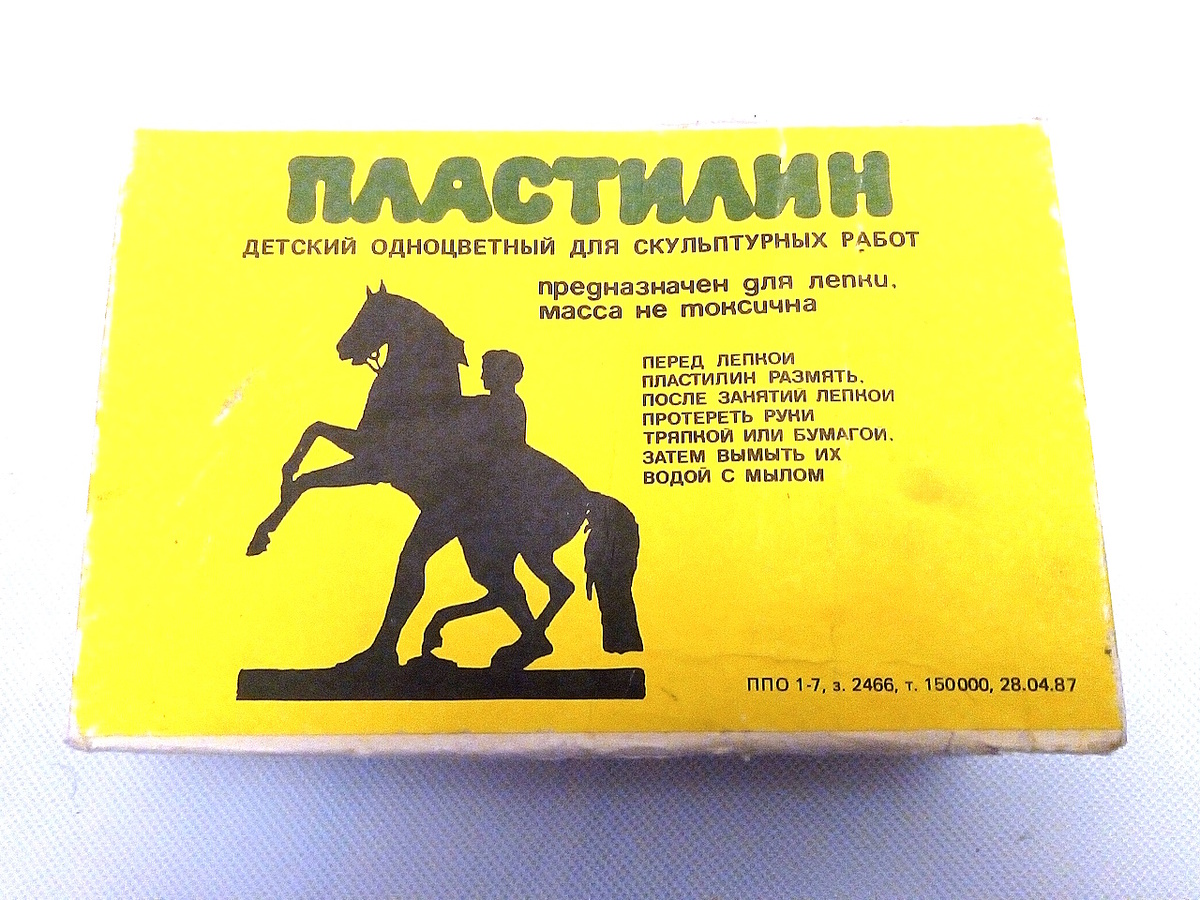 ПЛАСТИЛИН
ДЕТСКИЙ ОДНОЦВЕТНЫЙ ДЛЯ СКУЛЬПТУРНЫХ РАБОТ
предназначен для лепки,
масса не токсична
ПЕРЕД ЛЕПКОЙ
ПЛАСТИЛИН РАЗМЯТЬ.
ПОСЛЕ ЗАНЯТИЙ ЛЕПКОЙ
ПРОТЕРЕТЬ РУКИ
ТРЯПКОЙ ИЛИ БУМАГОЙ,
ЗАТЕМ ВЫМЫТЬ ИХ
ВОДОЙ С МЫЛОМ
ППО 1-7, з. 2466, т. 150000, 28.04.87